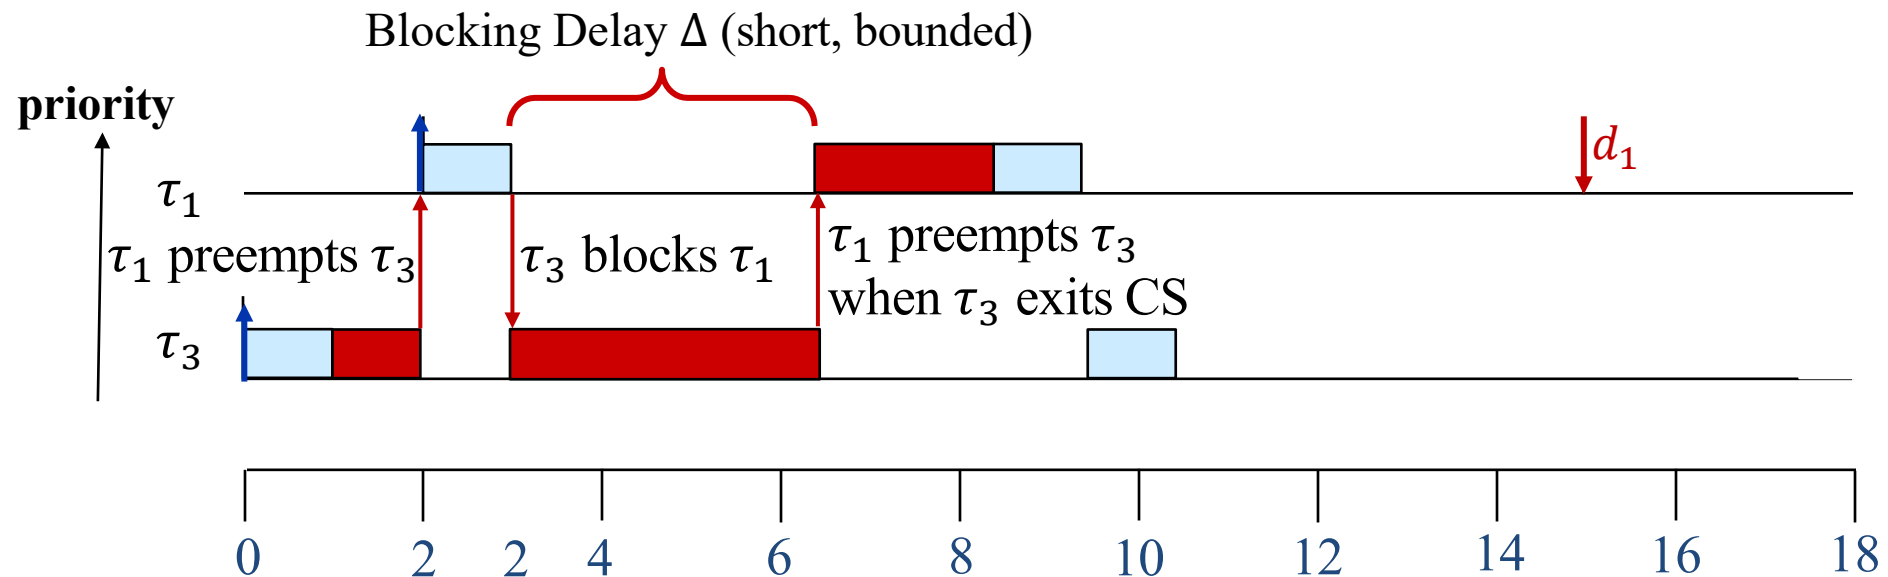 Blocking Delay Δ (short, bounded)
priority
d₁
τ₁
τ₁ preempts τ₃
τ₃ blocks τ₁
τ₁ preempts τ₃
when τ₃ exits CS
τ₃
0 2 2 4 6 8 10 12 14 16 18